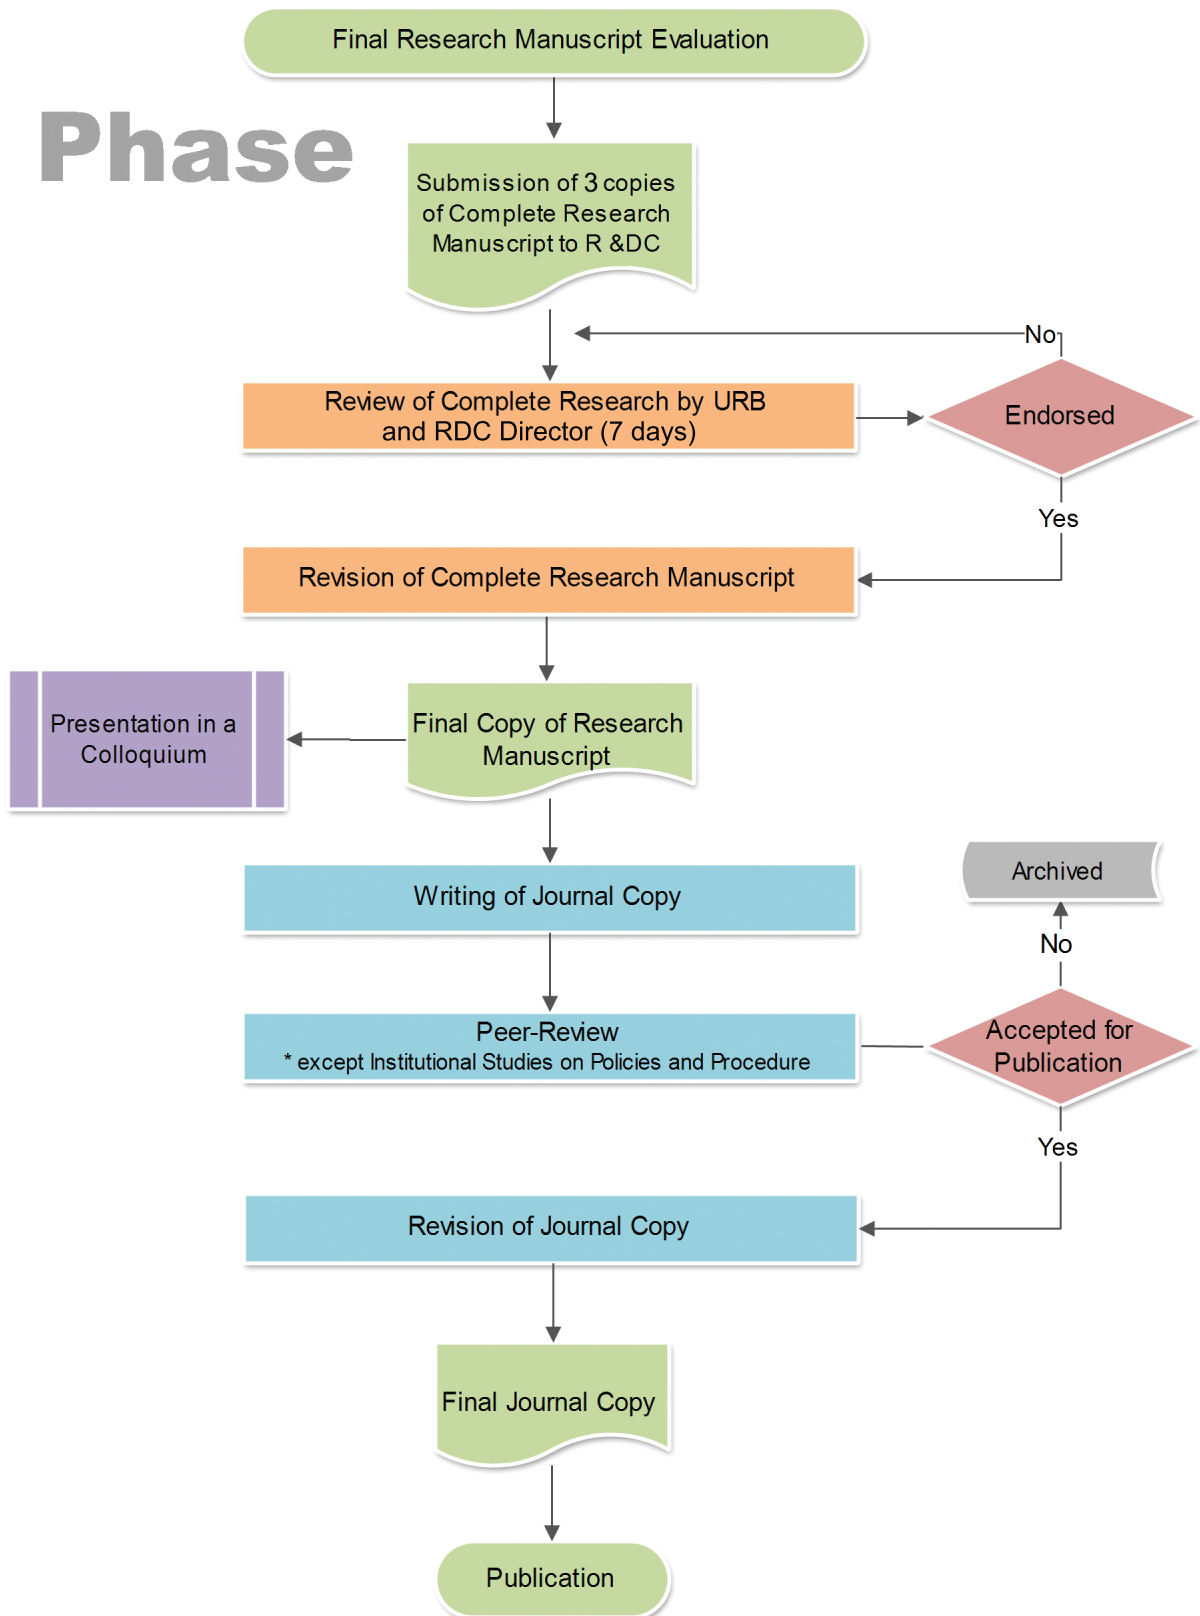 Final Research Manuscript Evaluation
Phase
Submission of 3 copies
of Complete Research
Manuscript to R &DC
No
Review of Complete Research by URB
and RDC Director (7 days)
Endorsed
Yes
Revision of Complete Research Manuscript
Presentation in a
Colloquium
Final Copy of Research
Manuscript
Writing of Journal Copy
Archived
No
Peer-Review
* except Institutional Studies on Policies and Procedure
Accepted for
Publication
Yes
Revision of Journal Copy
Final Journal Copy
Publication